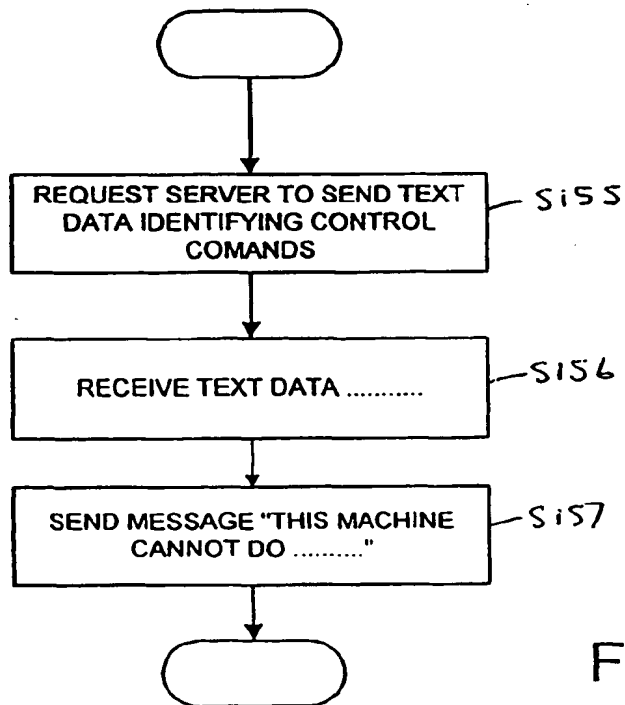 REQUEST SERVER TO SEND TEXT
DATA IDENTIFYING CONTROL
COMANDS
S155
RECEIVE TEXT DATA ...........
S156
SEND MESSAGE "THIS MACHINE
CANNOT DO .........."
S157
F